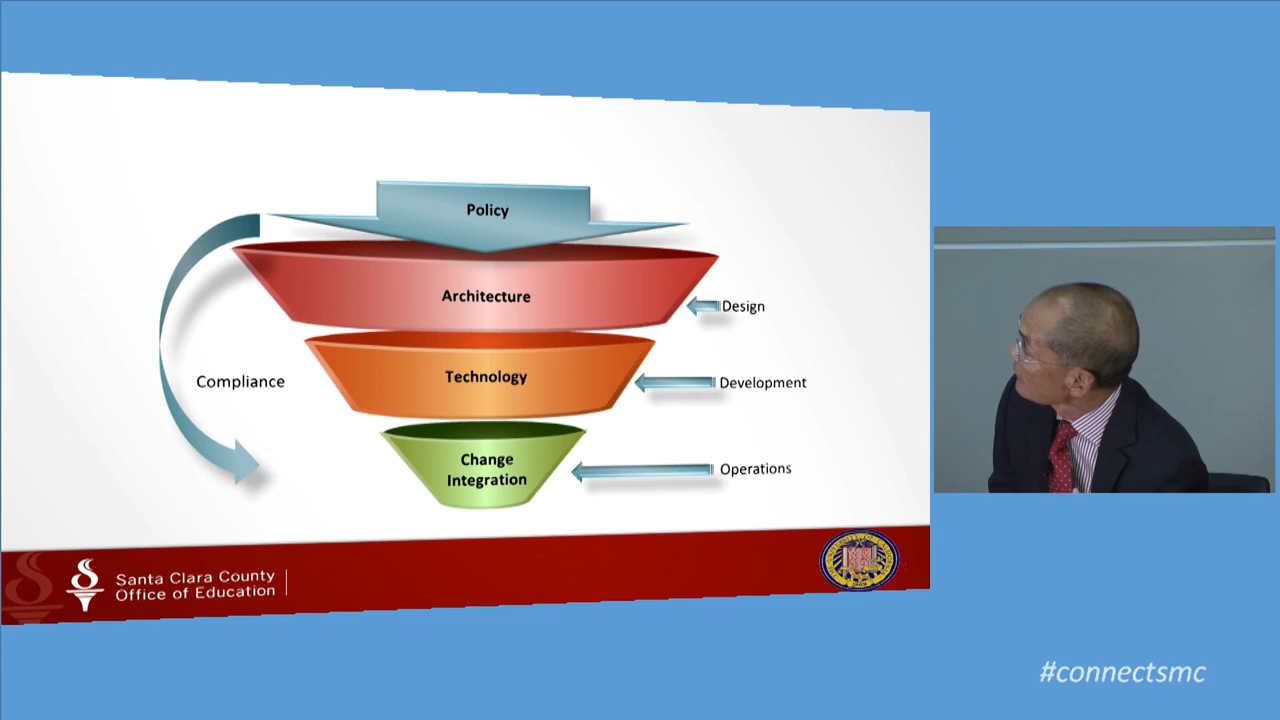 Policy
Architecture
Design
Technology
Compliance
Development
Change
Integration
Operations
Santa Clara County
Office of Education
#connectsmc